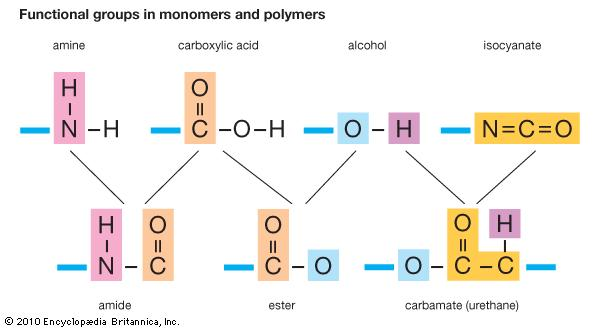 Functional groups in monomers and polymers
amine carboxylic acid alcohol isocyanate
H O
N–H C–O–H O–H N=C=O
H O O O H
N–C C–O O–C–C
amide ester carbamate (urethane)
© 2010 Encyclopædia Britannica, Inc.